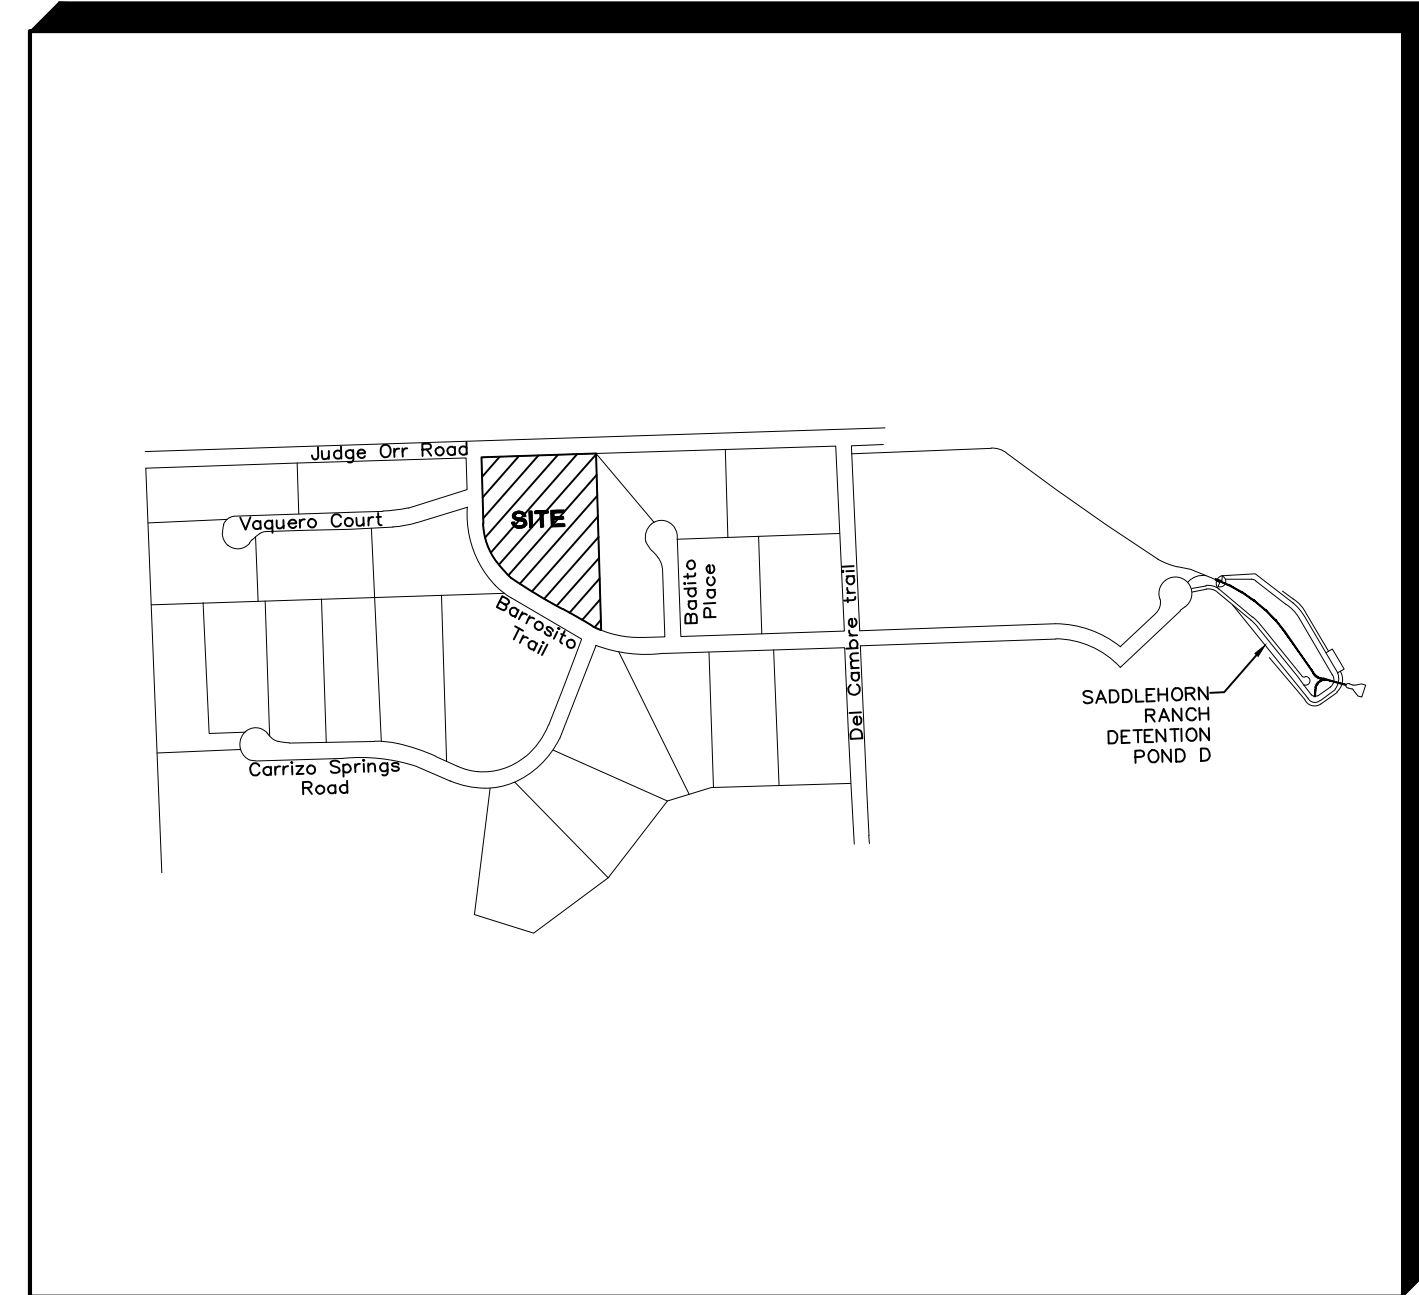 Judge Orr Road
Vaquero Court
SITE
Badito
Place
Barrosito
Trail
Del Cambre trail
SADDLEHORN
RANCH
DETENTION
POND D
Carrizo Springs
Road